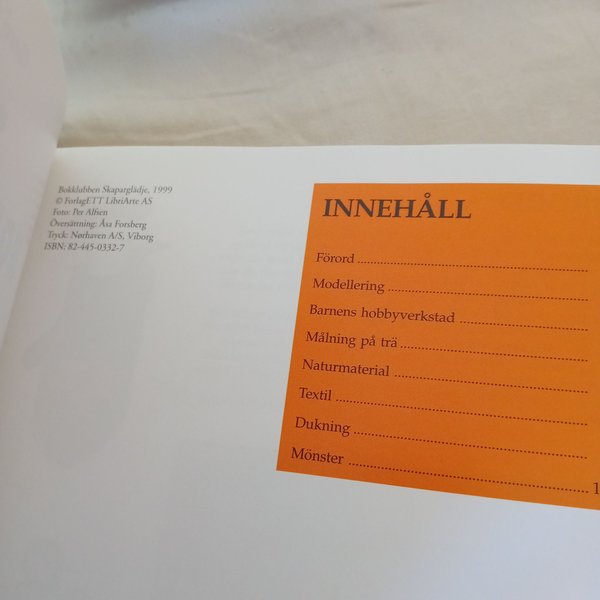 Bokklubben Skaparglädje, 1999
© ForlagETT LibriArte AS
Foto: Per Alfsen
Översättning: Åsa Forsberg
Tryck: Nørhaven A/S, Viborg
ISBN: 82-445-0332-7
INNEHÅLL
Förord
Modellering
Barnens hobbyverkstad
Målning på trä
Naturmaterial
Textil
Dukning
Mönster 1